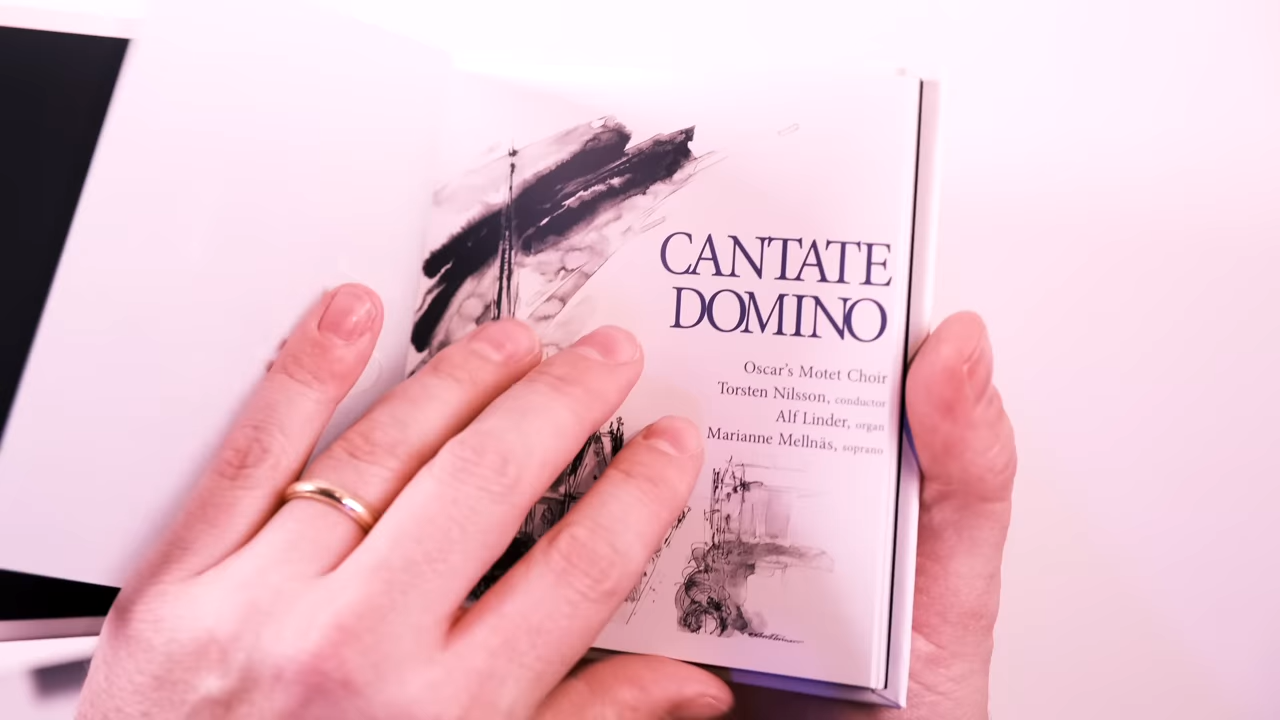 CANTATE
DOMINO
Oscar's Motet Choir
Torsten Nilsson, conductor
Alf Linder, organ
Marianne Mellnäs, soprano